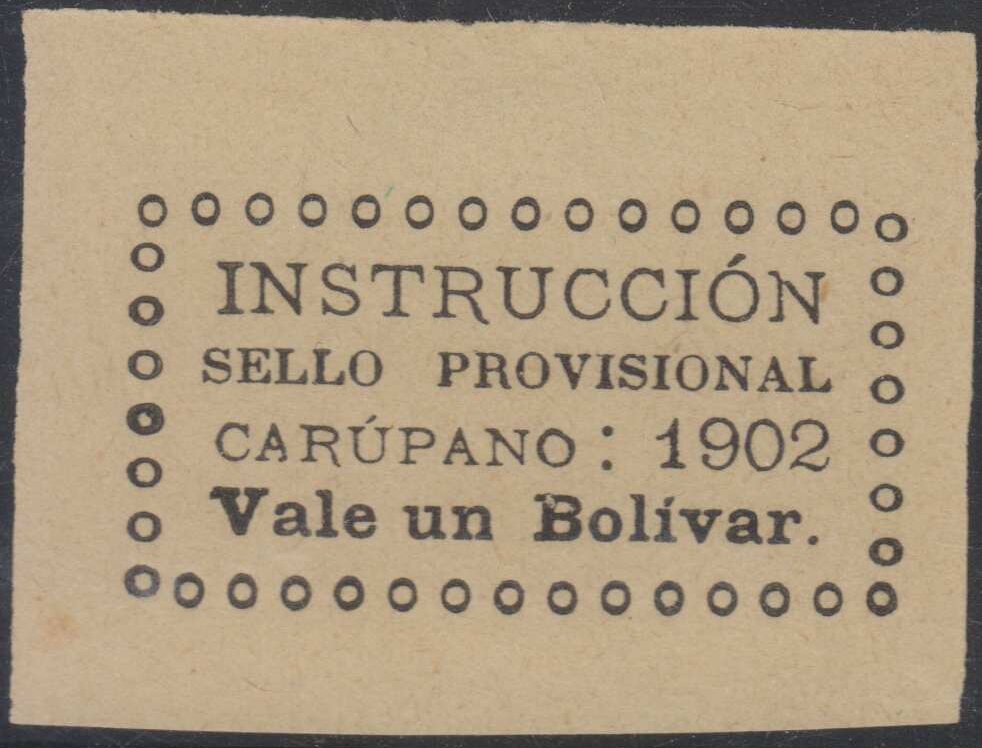 INSTRUCCIÓN
SELLO PROVISIONAL
CARÚPANO: 1902
Vale un Bolívar.